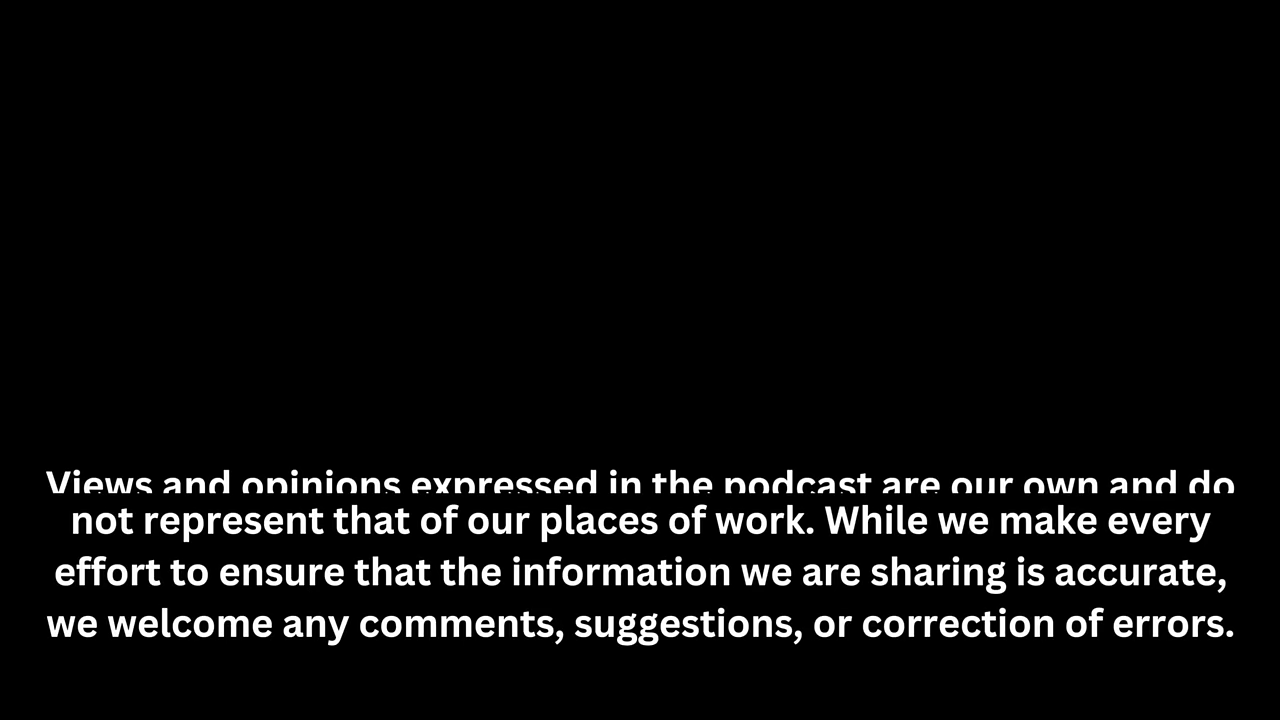 Views and opinions expressed in the podcast are our own and do
not represent that of our places of work. While we make every
effort to ensure that the information we are sharing is accurate,
we welcome any comments, suggestions, or correction of errors.